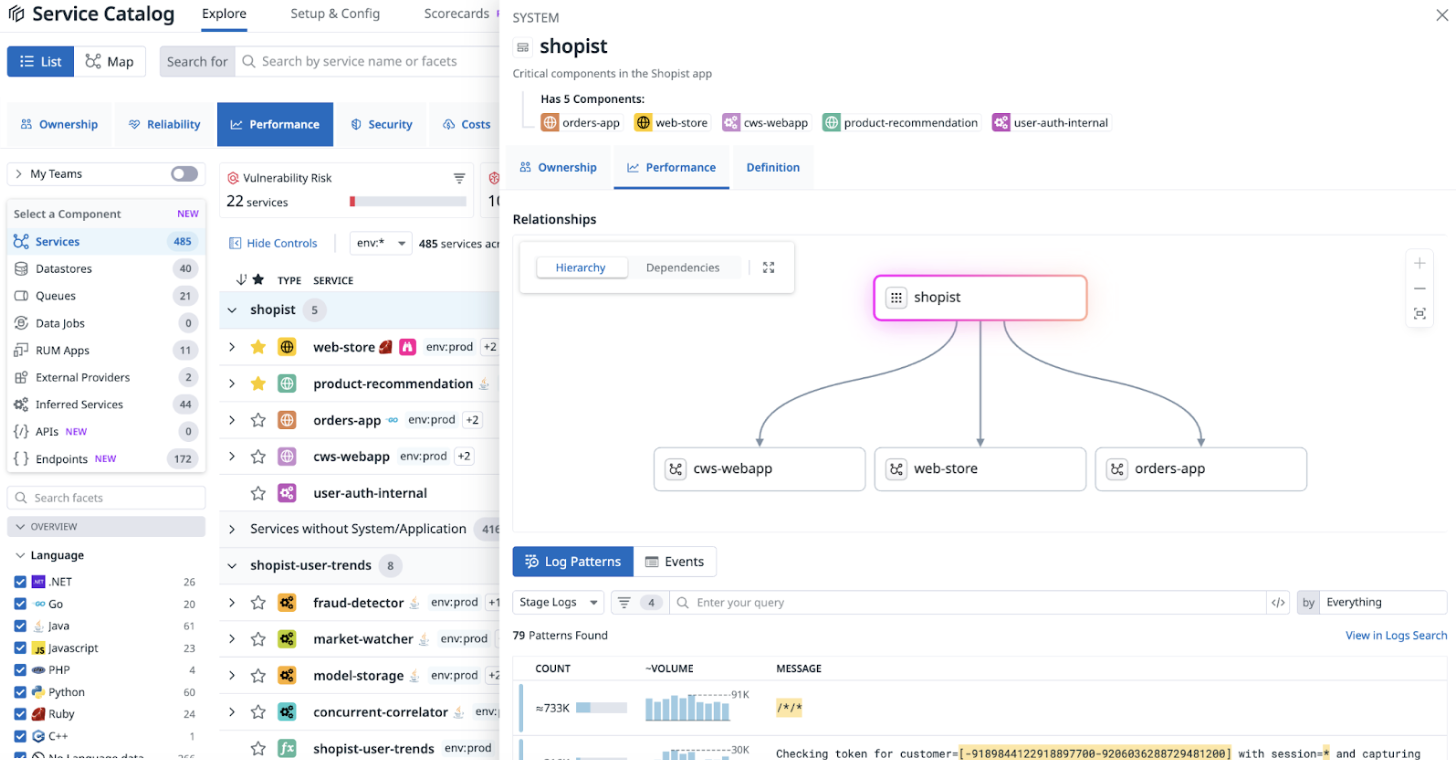 Service Catalog
Explore
Setup & Config
Scorecards
List
Map
Search for
Search by service name or facets
Ownership
Reliability
Performance
Security
Costs
My Teams
Select a Component NEW
Services 485
Datastores 40
Queues 21
Data Jobs 0
RUM Apps 11
External Providers 2
Inferred Services 44
{/} APIs NEW 0
{ } Endpoints NEW 172
Search facets
OVERVIEW
Language
.NET 26
Go 20
Java 61
JS Javascript 23
PHP 4
Python 60
Ruby 24
C++ 1
Vulnerability Risk
22 services
Hide Controls
env:*
485 services
TYPE SERVICE
shopist 5
web-store env:prod +2
product-recommendation
orders-app env:prod +2
cws-webapp env:prod +2
user-auth-internal
Services without System/Application 416
shopist-user-trends 8
fraud-detector env:prod
market-watcher env:prod
model-storage env:prod
concurrent-correlator env:
shopist-user-trends env:prod
SYSTEM
shopist
Critical components in the Shopist app
Has 5 Components:
orders-app web-store cws-webapp product-recommendation user-auth-internal
Ownership
Performance
Definition
Relationships
Hierarchy
Dependencies
shopist
cws-webapp
web-store
orders-app
Log Patterns
Events
Stage Logs
4
Enter your query
</>
by Everything
79 Patterns Found
View in Logs Search
COUNT ~VOLUME MESSAGE
≈733K 91K /*/*
30K Checking token for customer=[-9189844122918897700-9206036288729481200] with session=* and capturing